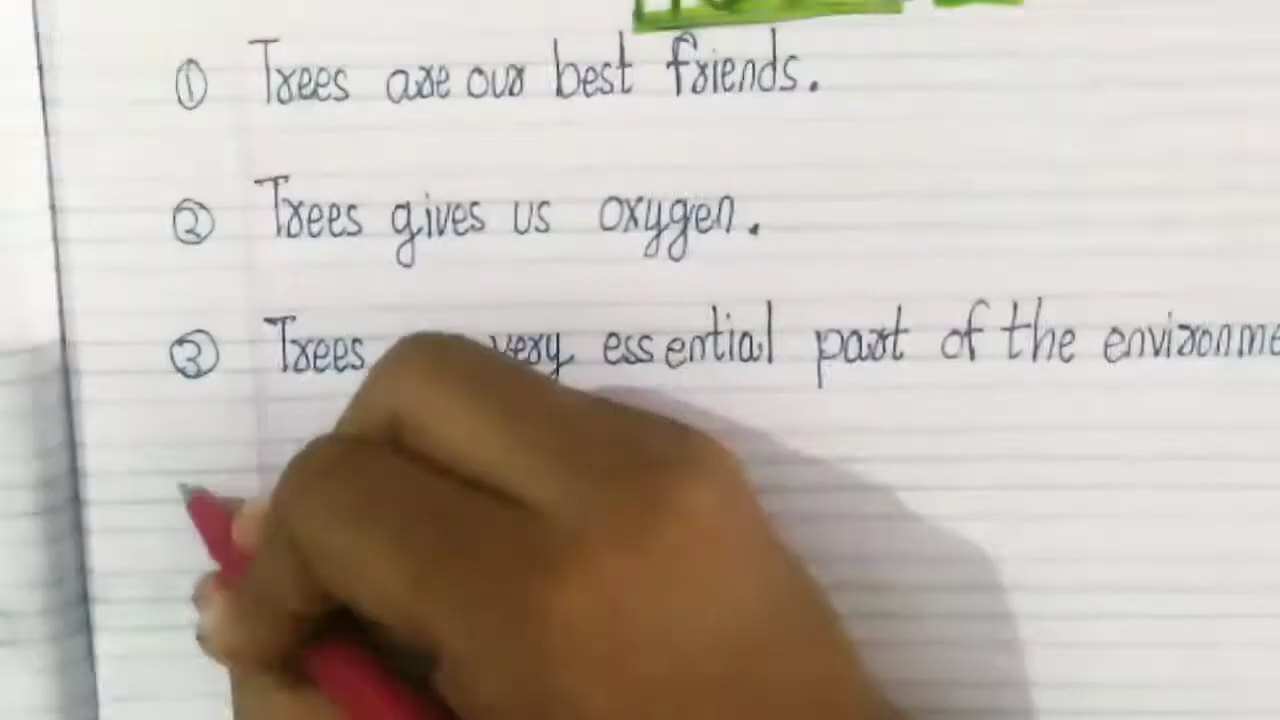 ① Trees are our best friends.
② Trees gives us oxygen.
③ Trees very essential part of the environme